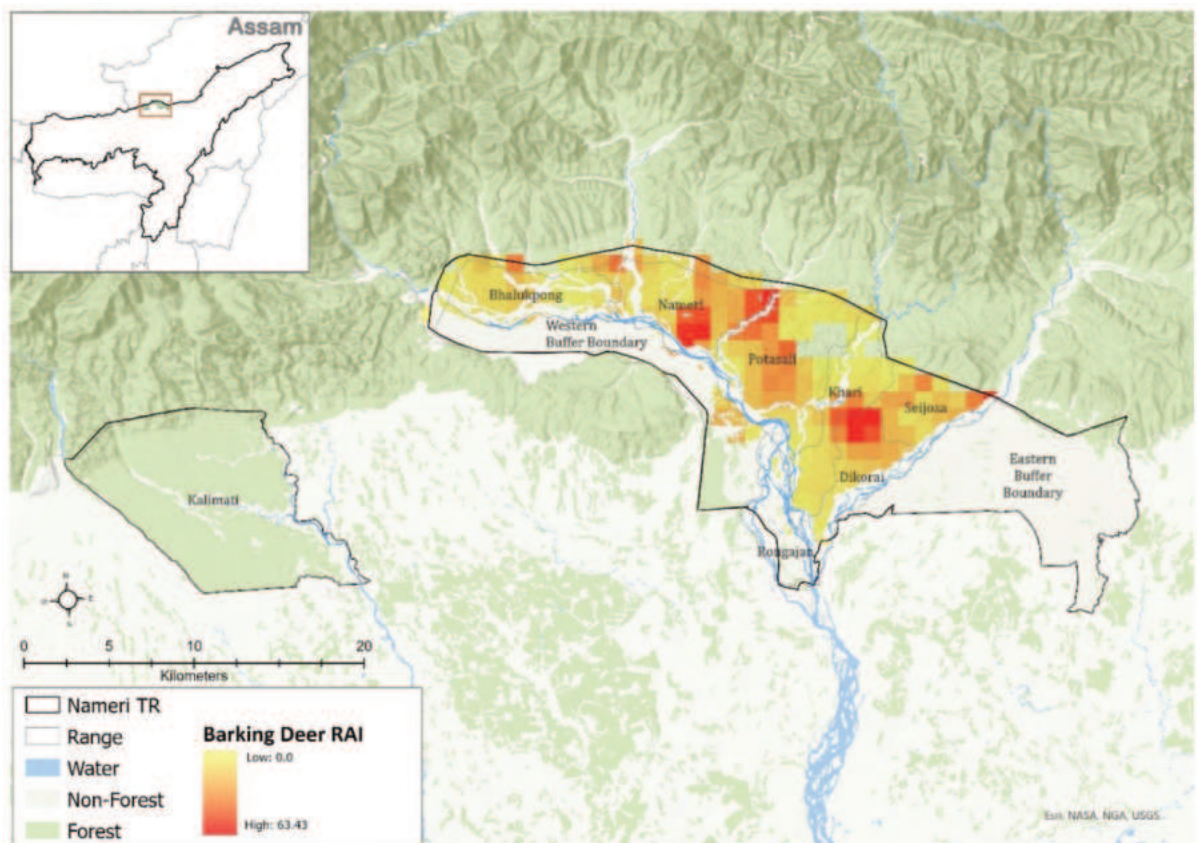 Assam
Bhalukpong
Nameri
Western
Buffer Boundary
Potasali
Khari
Seijosa
Dikorai
Eastern
Buffer
Boundary
Kalimati
Rongajan
N
E
S
0 5 10 20
Kilometers
Nameri TR
Range
Water
Non-Forest
Forest
Barking Deer RAI
Low: 0.0
High: 63.43
Esri, NASA, NGA, USGS